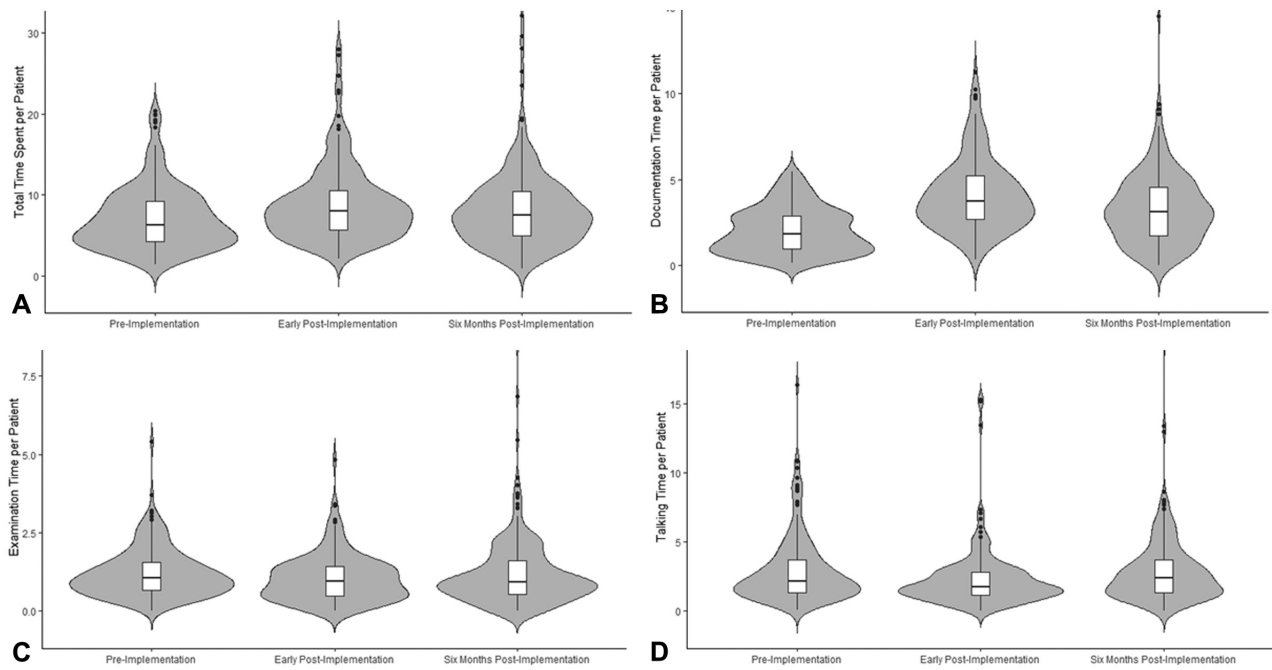 Total Time Spent per Patient
30
20
10
0
Pre-Implementation Early Post-Implementation Six Months Post-Implementation
A
Documentation Time per Patient
10
5
0
Pre-Implementation Early Post-Implementation Six Months Post-Implementation
B
Examination Time per Patient
7.5
5.0
2.5
0.0
Pre-Implementation Early Post-Implementation Six Months Post-Implementation
C
Talking Time per Patient
15
10
5
0
Pre-Implementation Early Post-Implementation Six Months Post-Implementation
D